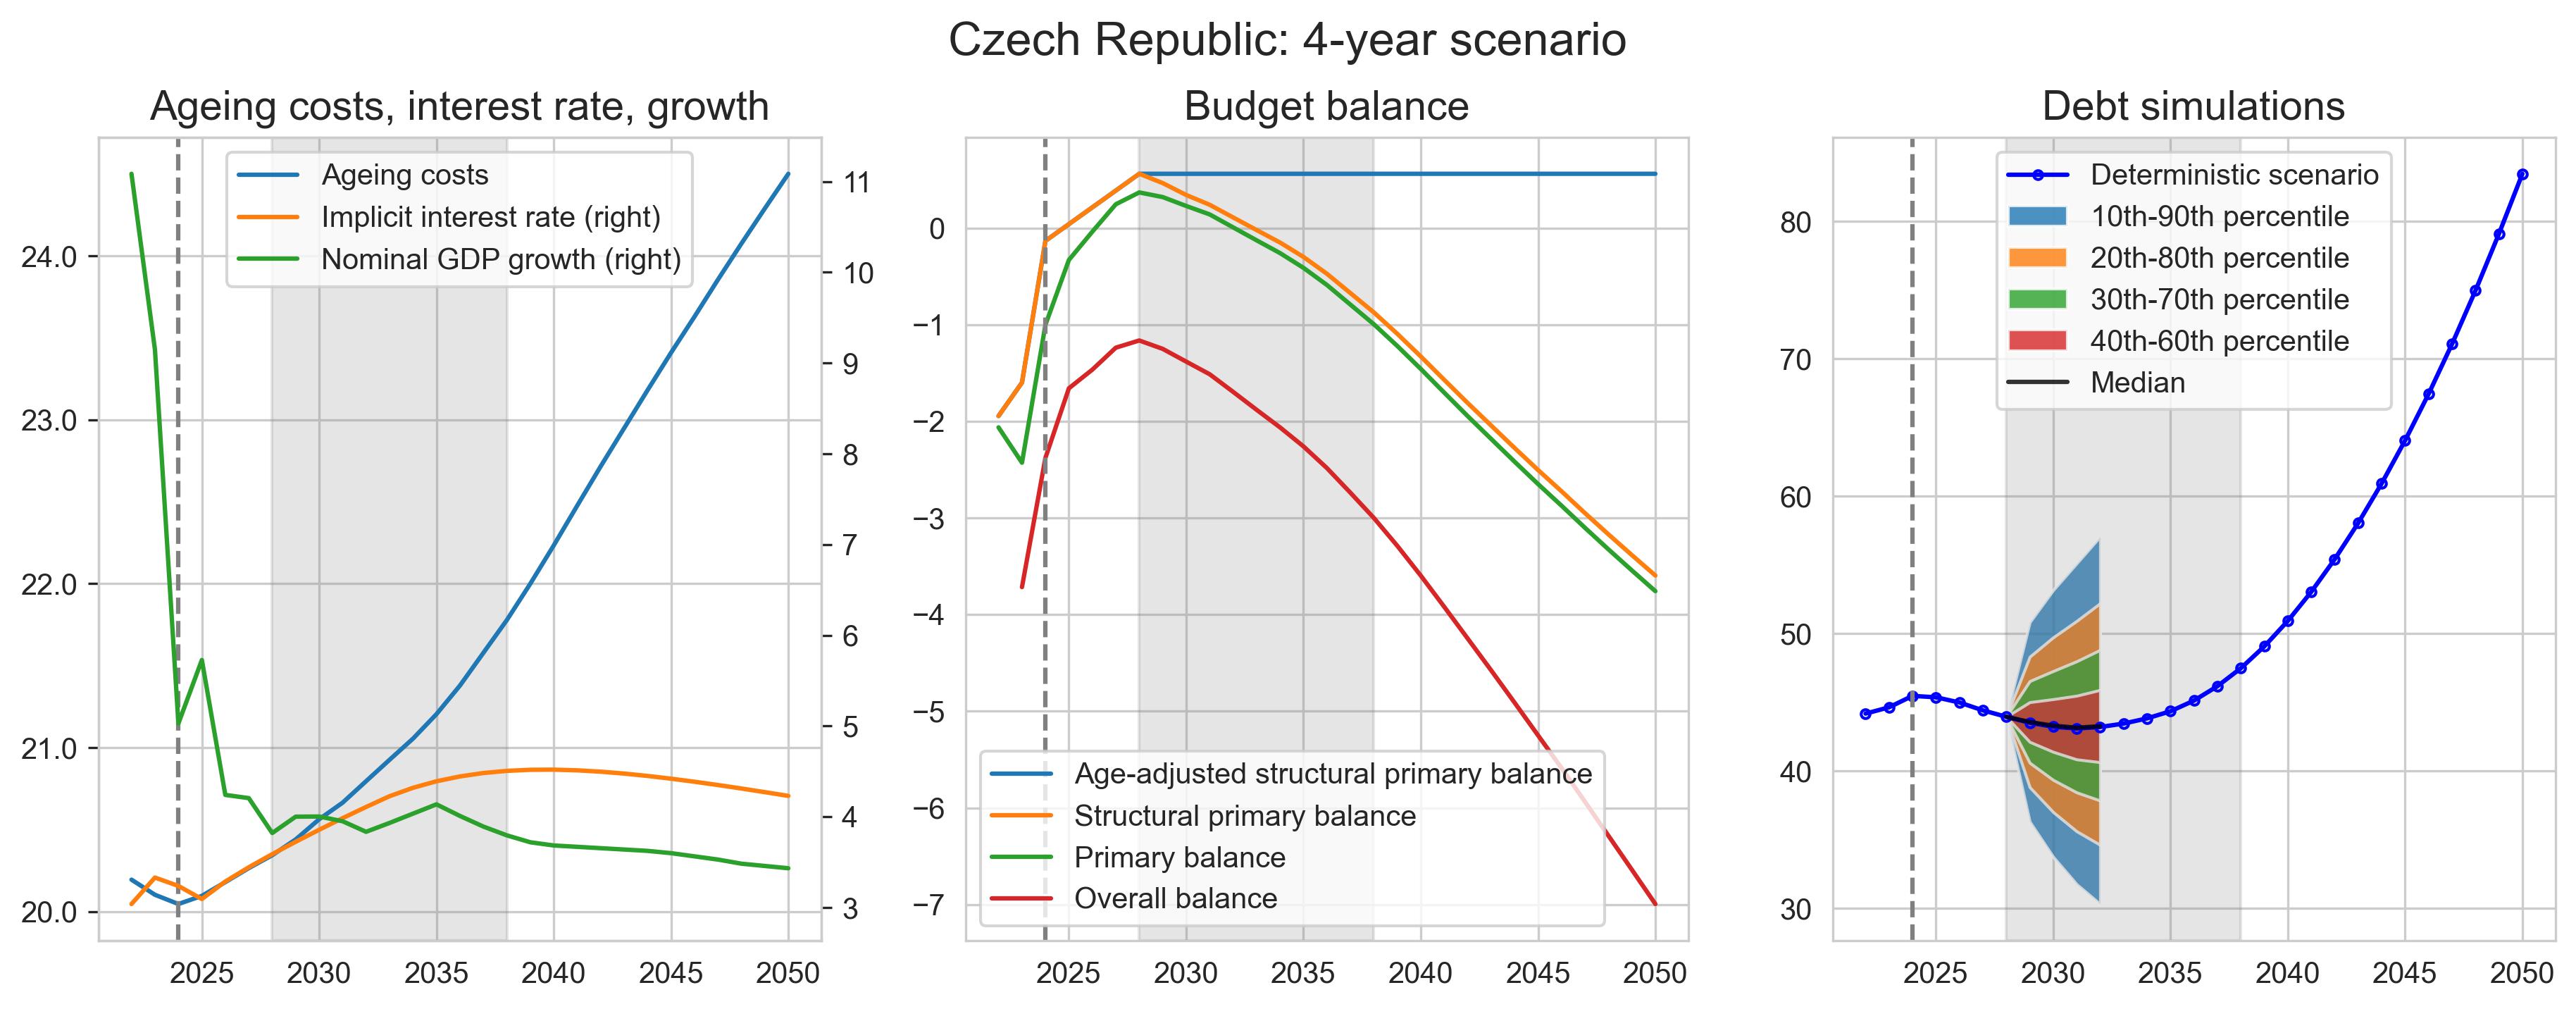 Czech Republic: 4-year scenario
Ageing costs, interest rate, growth
Ageing costs
Implicit interest rate (right)
Nominal GDP growth (right)
24.0
23.0
22.0
21.0
20.0
11
10
9
8
7
6
5
4
3
2025 2030 2035 2040 2045 2050
Budget balance
0
−1
−2
−3
−4
−5
−6
−7
Age-adjusted structural primary balance
Structural primary balance
Primary balance
Overall balance
2025 2030 2035 2040 2045 2050
Debt simulations
Deterministic scenario
10th-90th percentile
20th-80th percentile
30th-70th percentile
40th-60th percentile
Median
80
70
60
50
40
30
2025 2030 2035 2040 2045 2050